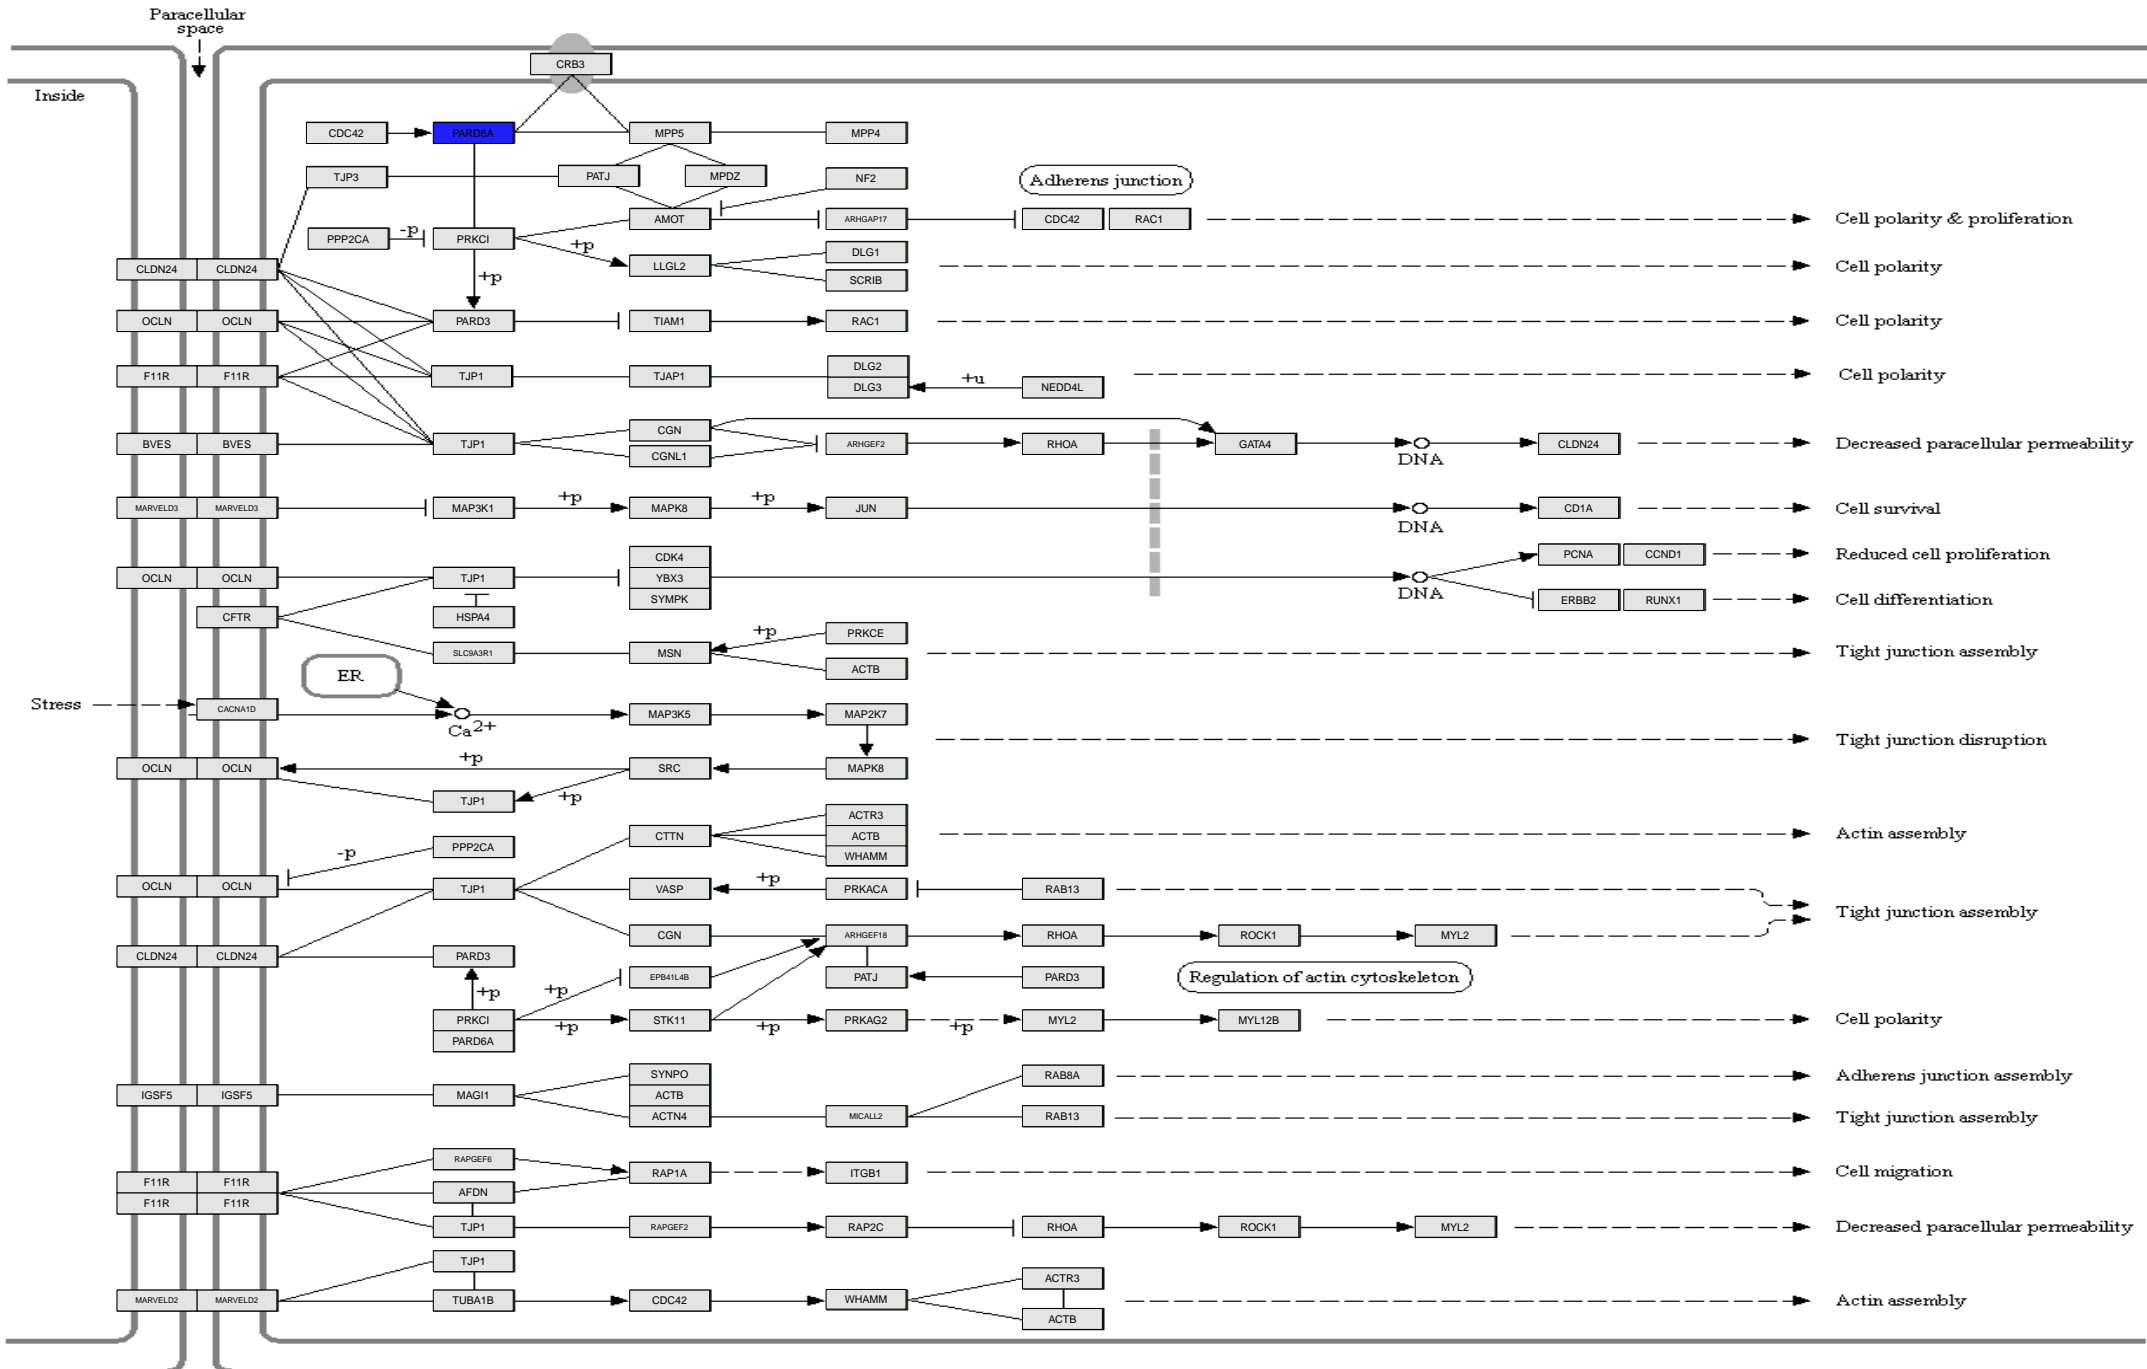 Paracellular
space
CRB3
Inside
CDC42 PARD6A MPP5 MPP4
TJP3 PATJ MPDZ NF2 Adherens junction
AMOT ARHGAP17 CDC42 RAC1 Cell polarity & proliferation
PPP2CA -p PRKCI +p
CLDN24 CLDN24 +p LLGL2 DLG1 Cell polarity
SCRIB
OCLN OCLN PARD3 TIAM1 RAC1 Cell polarity
F11R F11R TJP1 TJAP1 DLG2 Cell polarity
DLG3 +u NEDD4L
BVES BVES TJP1 CGN ARHGEF2 RHOA GATA4 DNA CLDN24 Decreased paracellular permeability
CGNL1
MARVELD3 MARVELD3 MAP3K1 +p MAPK8 +p JUN DNA CD1A Cell survival
CDK4 PCNA CCND1 Reduced cell proliferation
OCLN OCLN TJP1 YBX3 DNA
SYMPK ERBB2 RUNX1 Cell differentiation
CFTR HSPA4
PRKCE +p
SLC9A3R1 MSN Tight junction assembly
ACTB
ER
Stress CACNA1D Ca2+ MAP3K5 MAP2K7
Tight junction disruption
OCLN OCLN +p SRC MAPK8
TJP1 +p
ACTR3
CTTN ACTB Actin assembly
WHAMM
PPP2CA -p
OCLN OCLN TJP1 VASP +p PRKACA RAB13
Tight junction assembly
CGN ARHGEF18 RHOA ROCK1 MYL2
CLDN24 CLDN24 PARD3
EPB41L4B PATJ PARD3 Regulation of actin cytoskeleton
+p +p
PRKCI +p STK11 +p PRKAG2 +p MYL2 MYL12B Cell polarity
PARD6A
SYNPO RAB8A Adherens junction assembly
IGSF5 IGSF5 MAGI1 ACTB
ACTN4 MICALL2 RAB13 Tight junction assembly
RAPGEF6
F11R F11R RAP1A ITGB1 Cell migration
F11R F11R AFDN
TJP1 RAPGEF2 RAP2C RHOA ROCK1 MYL2 Decreased paracellular permeability
TJP1
ACTR3
MARVELD2 MARVELD2 TUBA1B CDC42 WHAMM Actin assembly
ACTB